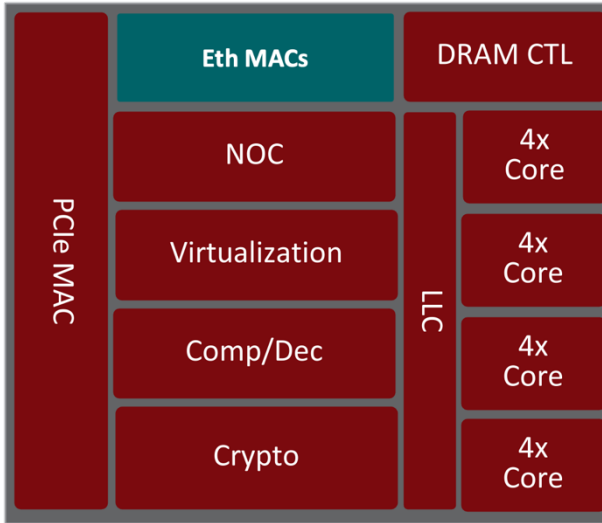 PCIe MAC
Eth MACs
DRAM CTL
NOC
Virtualization
Comp/Dec
Crypto
LLC
4x
Core
4x
Core
4x
Core
4x
Core